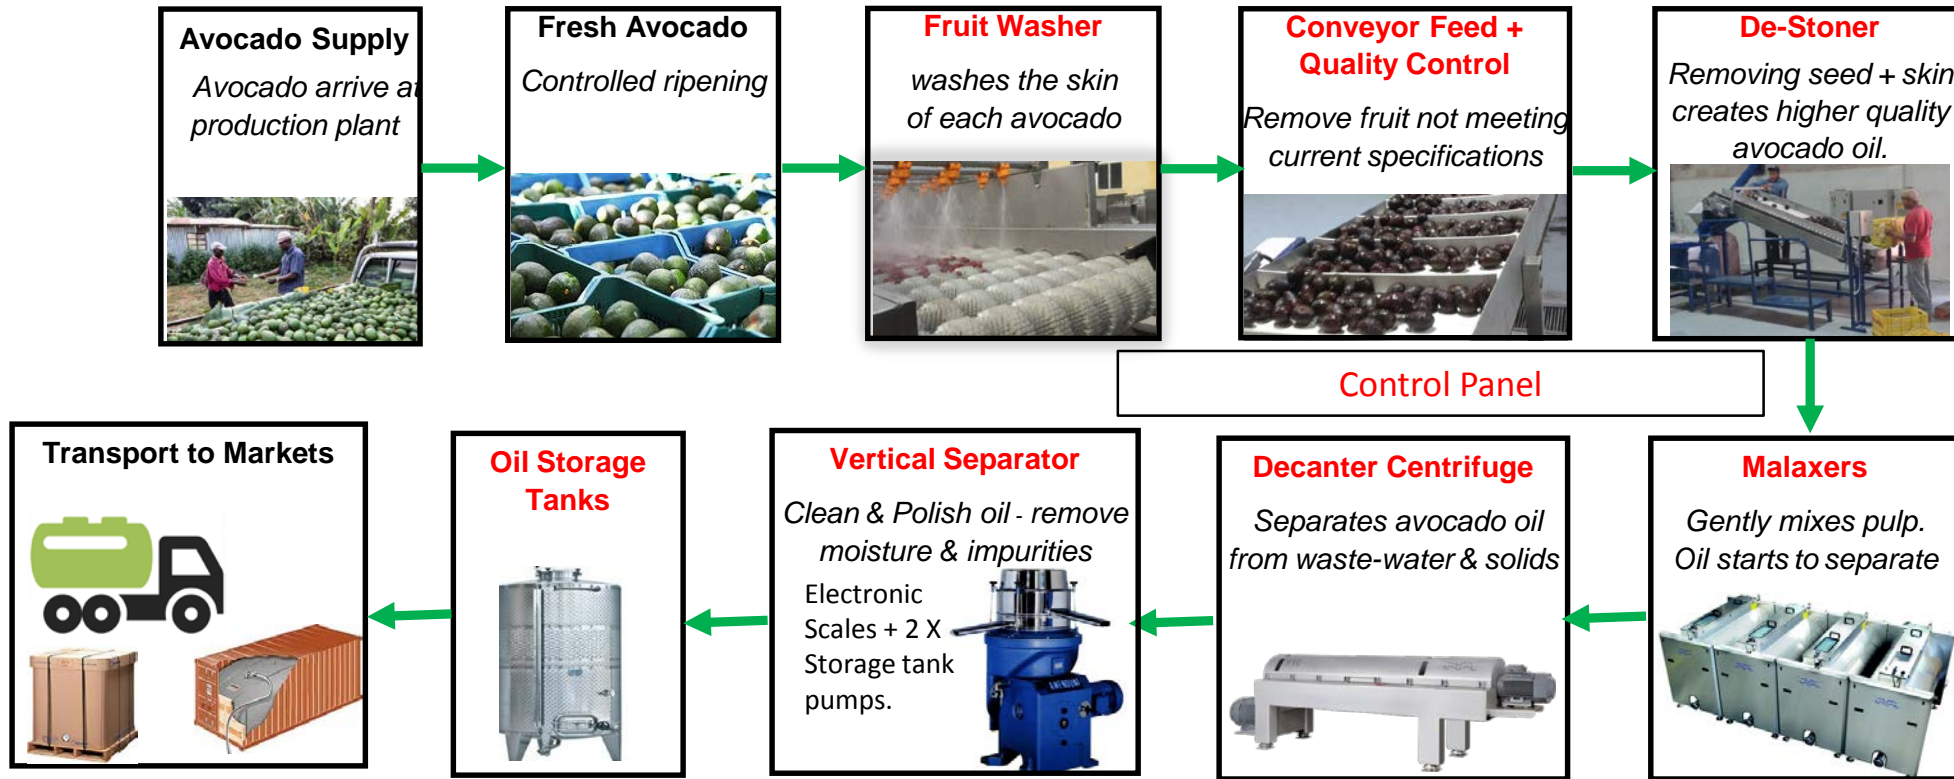 Avocado Supply
Avocado arrive at
production plant
Fresh Avocado
Controlled ripening
Fruit Washer
washes the skin
of each avocado
Conveyor Feed +
Quality Control
Remove fruit not meeting
current specifications
De-Stoner
Removing seed + skin
creates higher quality
avocado oil.
Control Panel
Transport to Markets
Oil Storage
Tanks
Vertical Separator
Clean & Polish oil - remove
moisture & impurities
Electronic
Scales + 2 X
Storage tank
pumps.
Decanter Centrifuge
Separates avocado oil
from waste-water & solids
Malaxers
Gently mixes pulp.
Oil starts to separate